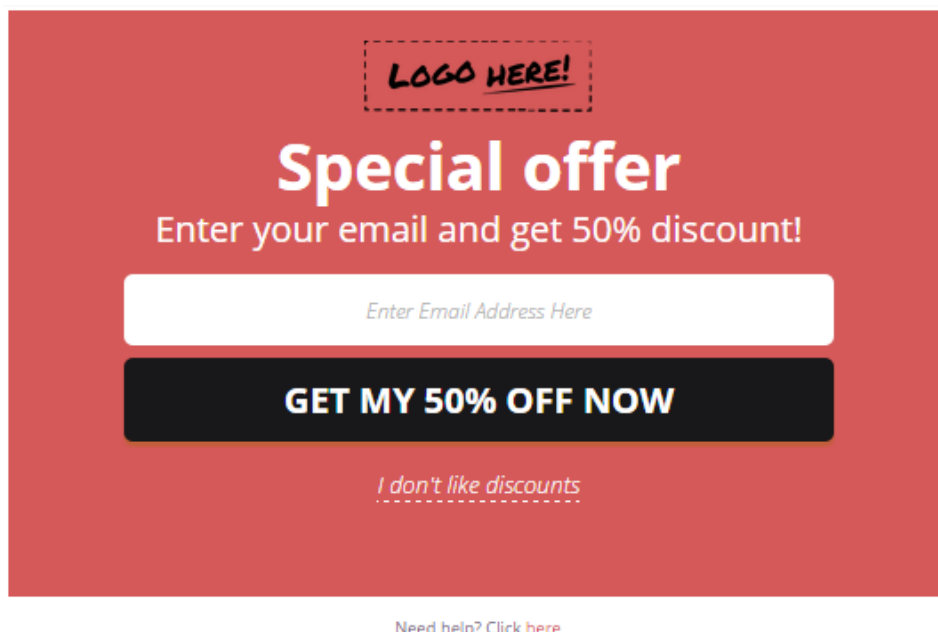 LOGO HERE!
Special offer
Enter your email and get 50% discount!
Enter Email Address Here
GET MY 50% OFF NOW
I don't like discounts
Need help? Click here